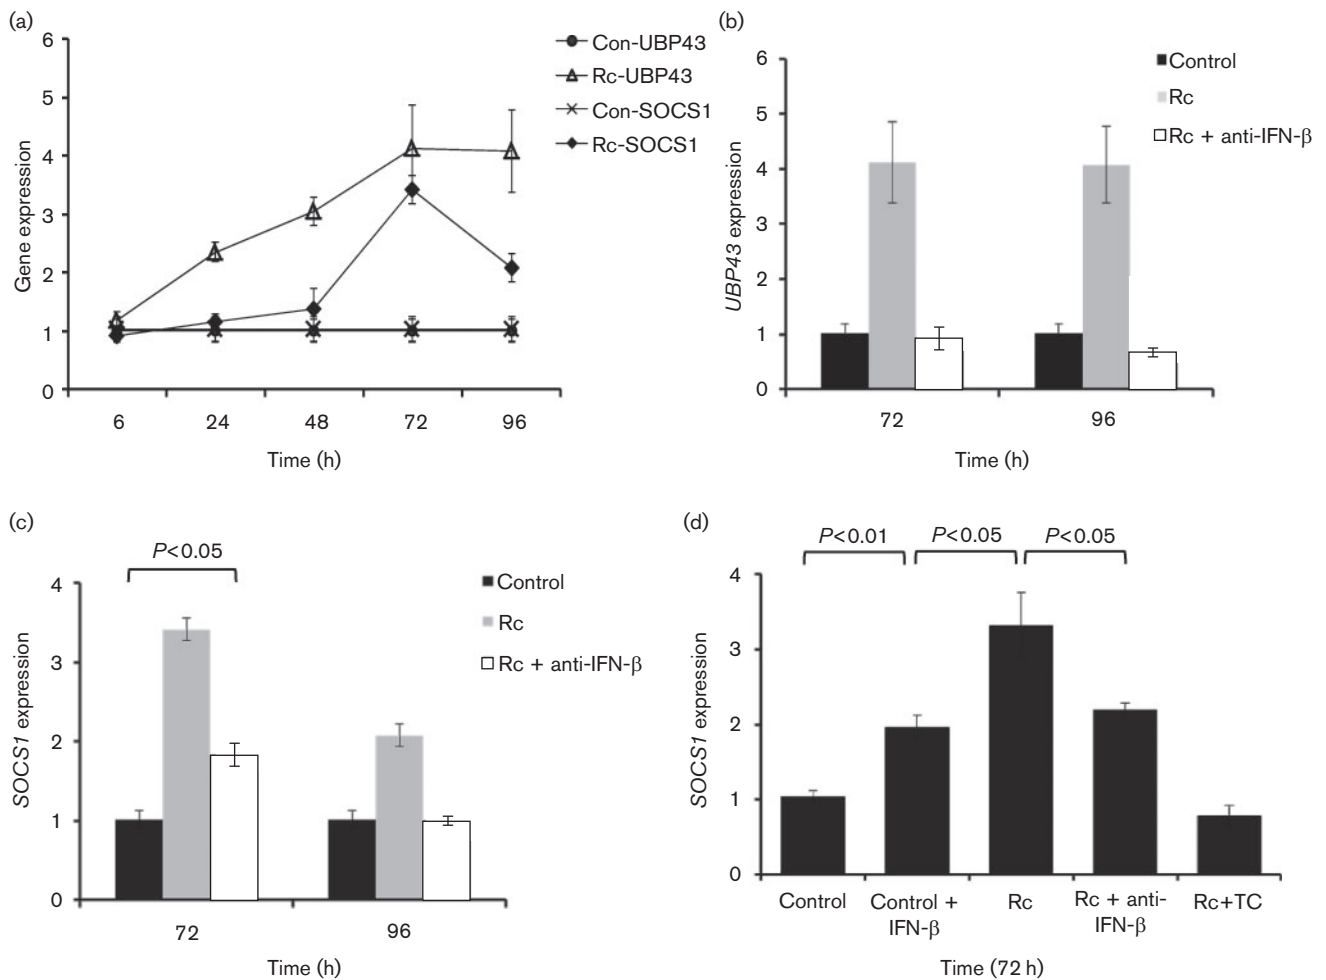 (a)
6
5
4
3
2
1
0
Gene expression
6 24 48 72 96
Time (h)
Con-UBP43
Rc-UBP43
Con-SOCS1
Rc-SOCS1
(b)
6
5
4
3
2
1
0
UBP43 expression
72 96
Time (h)
Control
Rc
Rc + anti-IFN-β
(c)
P<0.05
4
3
2
1
0
SOCS1 expression
72 96
Time (h)
Control
Rc
Rc + anti-IFN-β
(d)
P<0.01 P<0.05 P<0.05
4
3
2
1
0
SOCS1 expression
Control
Control +
IFN-β
Rc
Rc + anti-
IFN-β
Rc+TC
Time (72 h)